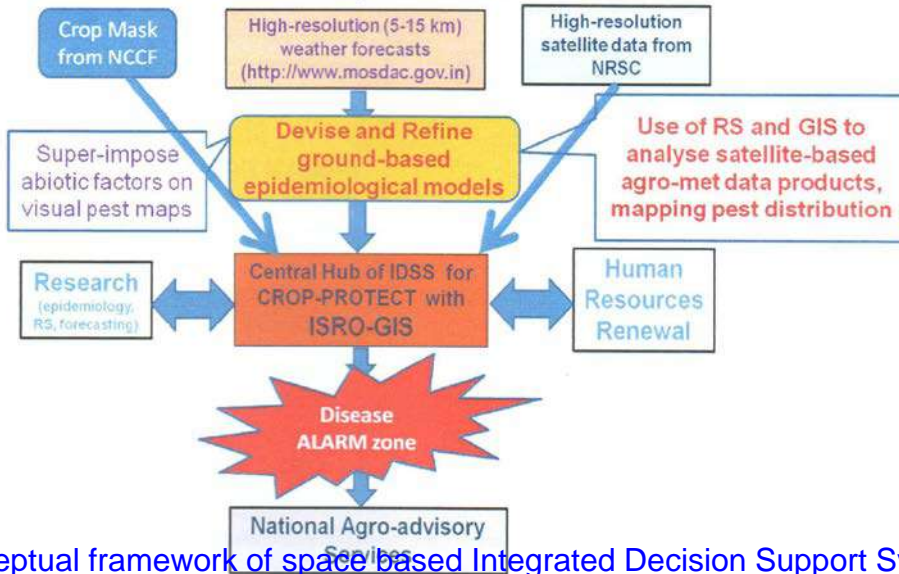 Crop Mask
from NCCF
High-resolution (5-15 km)
weather forecasts
(http://www.mosdac.gov.in)
High-resolution
satellite data from
NRSC
Super-impose
abiotic factors on
visual pest maps
Devise and Refine
ground-based
epidemiological models
Use of RS and GIS to
analyse satellite-based
agro-met data products,
mapping pest distribution
Research
(epidemiology,
RS, forecasting)
Central Hub of IDSS for
CROP-PROTECT with
ISRO-GIS
Human
Resources
Renewal
Disease
ALARM zone
National Agro-advisory
Services
eptual framework of space based Integrated Decision Support Sy